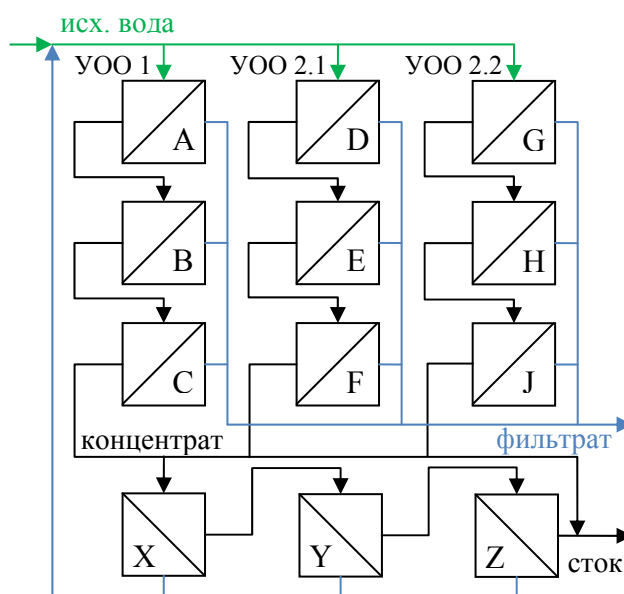 исх. вода
УОО 1 УОО 2.1 УОО 2.2
A D G
B E H
C F J
концентрат фильтрат
X Y Z сток